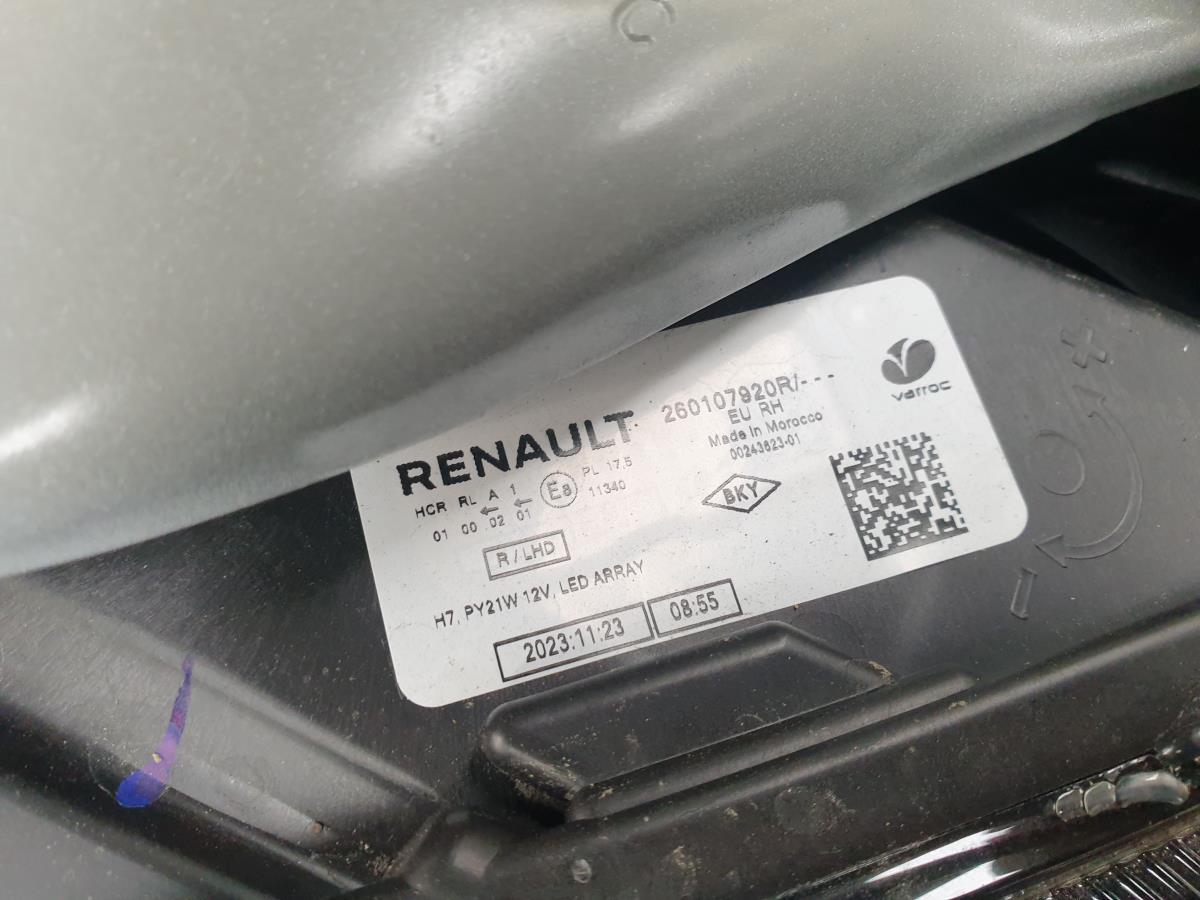 C
RENAULT
260107920R/---
EU RH
Made In Morocco
00243623-01
varroc
HCR RL A 1
01 00 02 01
E8
PL 17,5
11340
BKY
R / LHD
H7, PY21W 12V, LED ARRAY
2023:11:23 08:55
+